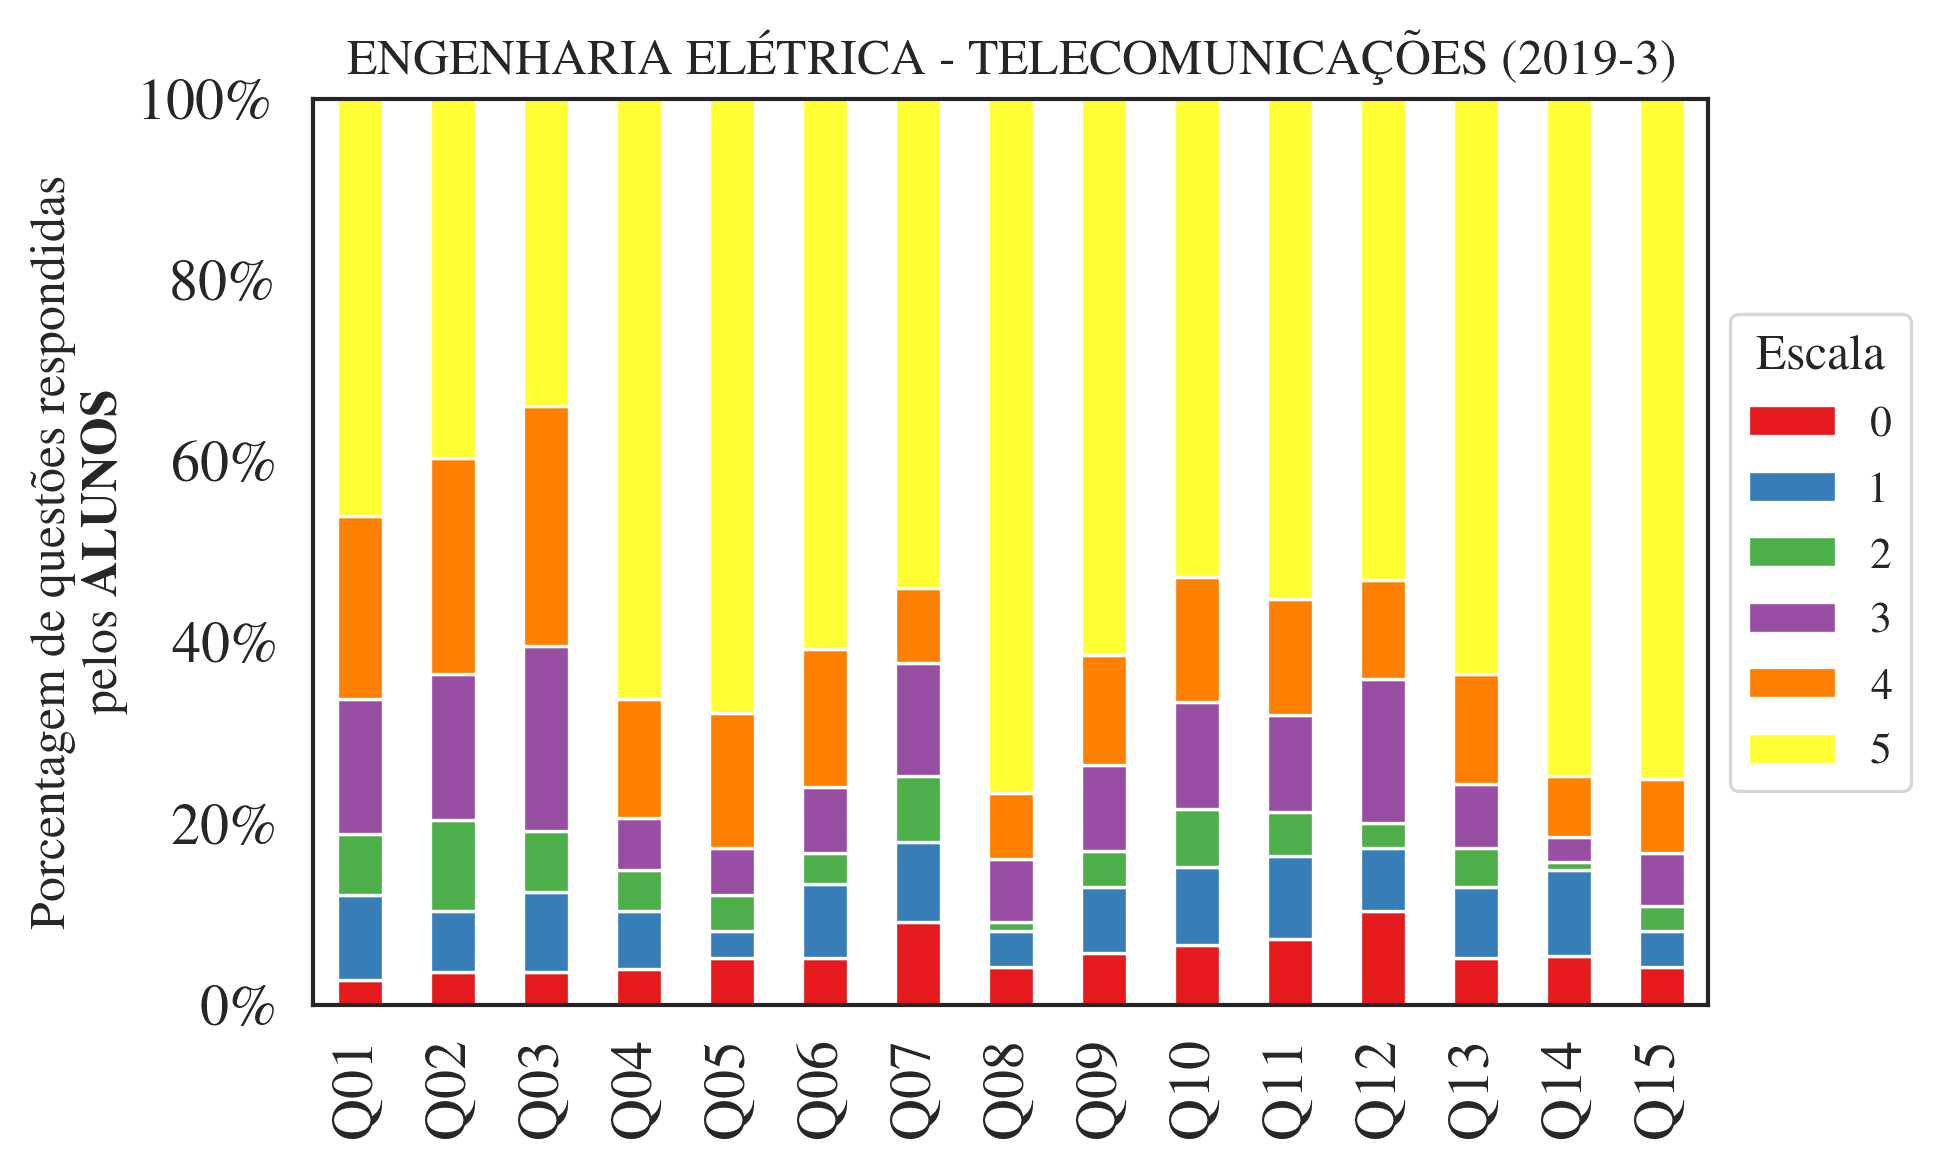 ENGENHARIA ELÉTRICA - TELECOMUNICAÇÕES (2019-3)
Porcentagem de questões respondidas
pelos ALUNOS
100%
80%
60%
40%
20%
0%
Q01
Q02
Q03
Q04
Q05
Q06
Q07
Q08
Q09
Q10
Q11
Q12
Q13
Q14
Q15
Escala
0
1
2
3
4
5